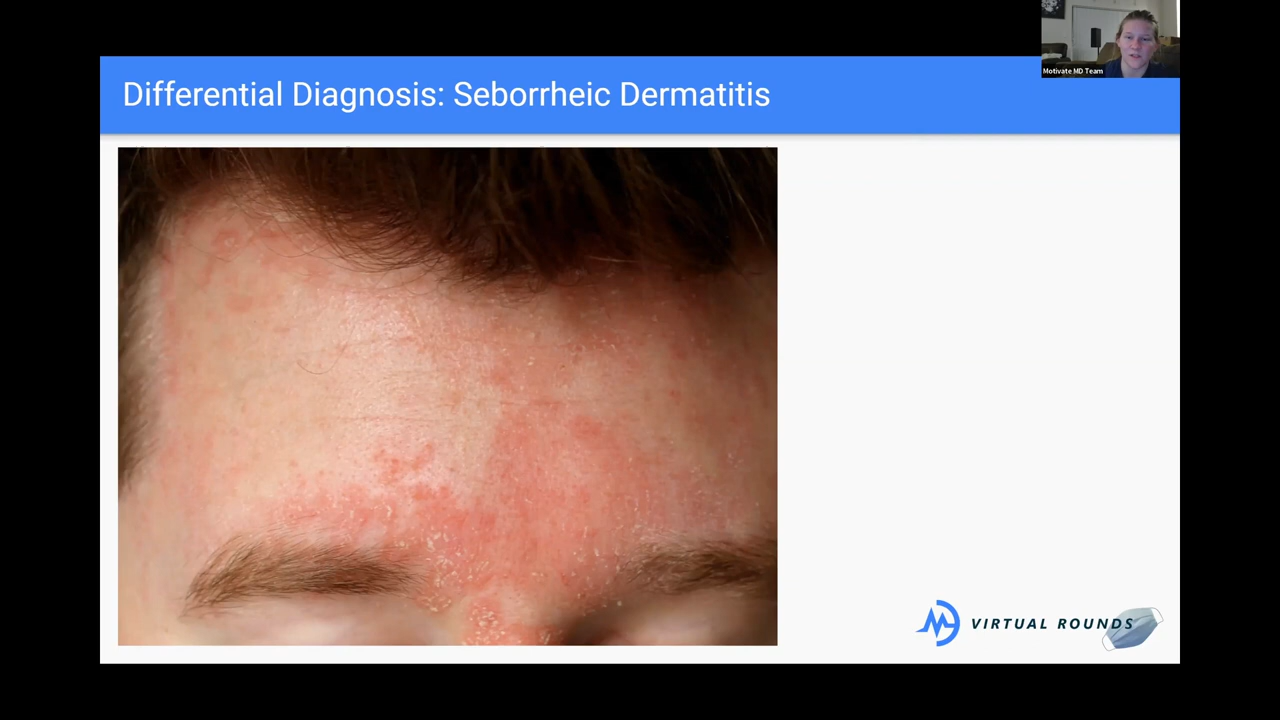 Differential Diagnosis: Seborrheic Dermatitis
Motivate MD Team
VIRTUAL ROUNDS